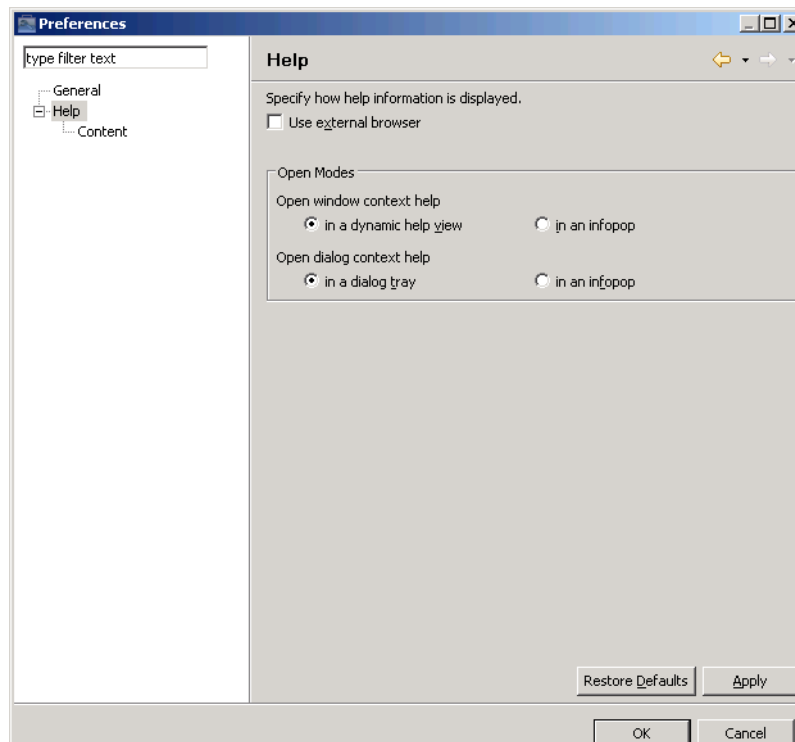 Preferences
type filter text
General
Help
Content
Help
Specify how help information is displayed.
Use external browser
Open Modes
Open window context help
in a dynamic help view
in an infopop
Open dialog context help
in a dialog tray
in an infopop
Restore Defaults
Apply
OK
Cancel